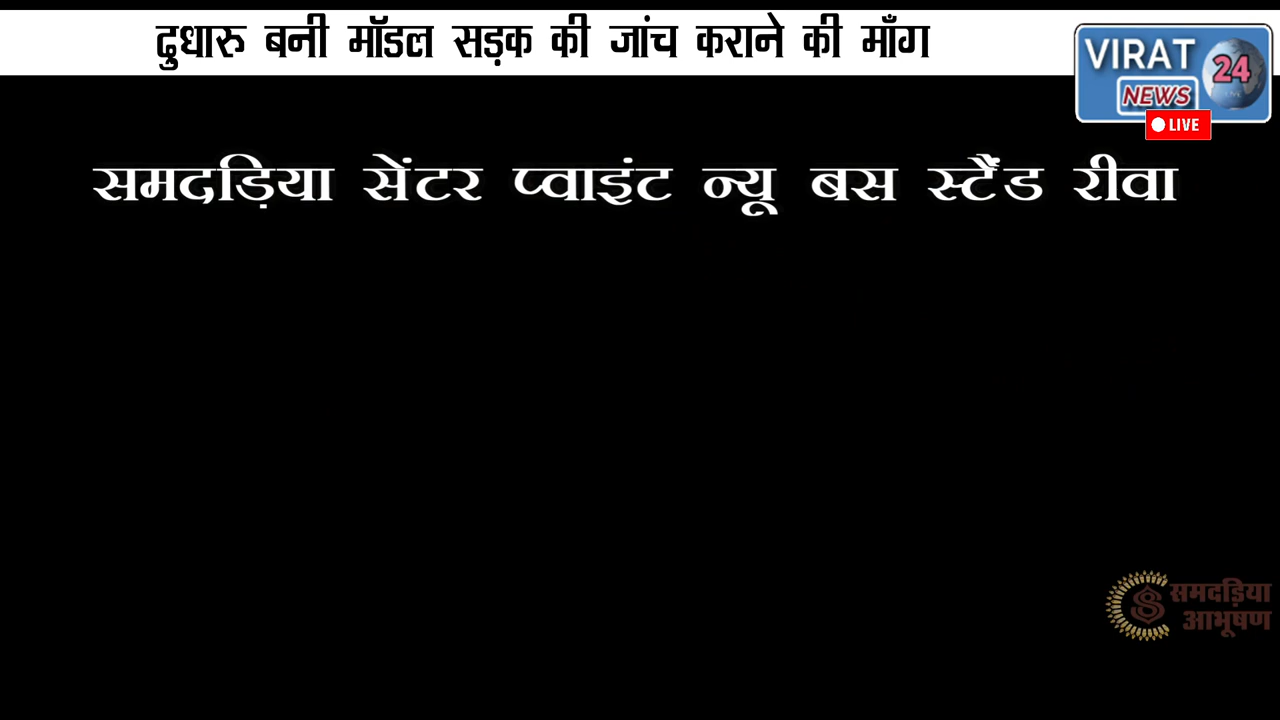 ढुधारु बनी मॉडल सड़क की जांच कराने की माँग
VIRAT
24
NEWS
LIVE
समदड़िया सेंटर प्वाइंट न्यू बस स्टैंड रीवा
समदड़िया
आभूषण